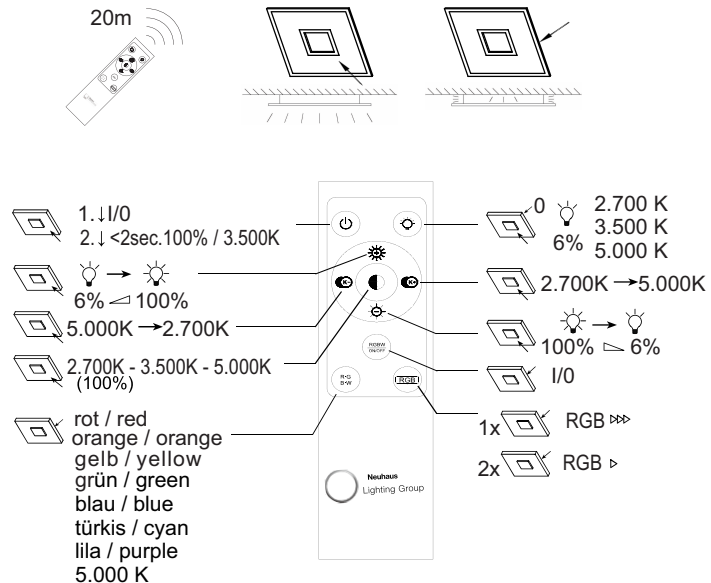 20m
1.↓I/0
2.↓ <2sec.100% / 3.500K
6% 100%
5.000K →2.700K
2.700K - 3.500K - 5.000K
(100%)
rot / red
orange / orange
gelb / yellow
grün / green
blau / blue
türkis / cyan
lila / purple
5.000 K
K-
K+
RGBW
ON/OFF
R•G
B•W
RGB
Neuhaus
Lighting Group
0
6%
2.700 K
3.500 K
5.000 K
2.700K →5.000K
100% 6%
I/0
1x RGB
2x RGB